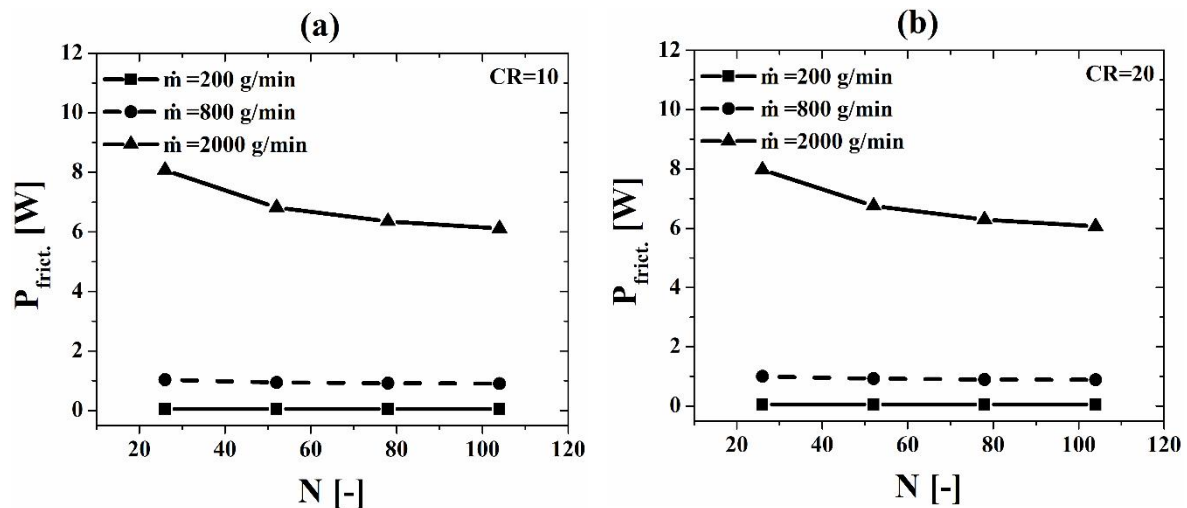 (a)
12
10
8
6
4
2
0
P frict. [W]
ṁ =200 g/min
ṁ =800 g/min
ṁ =2000 g/min
CR=10
20 40 60 80 100 120
N [-]
(b)
12
10
8
6
4
2
0
P frict. [W]
ṁ =200 g/min
ṁ =800 g/min
ṁ =2000 g/min
CR=20
20 40 60 80 100 120
N [-]